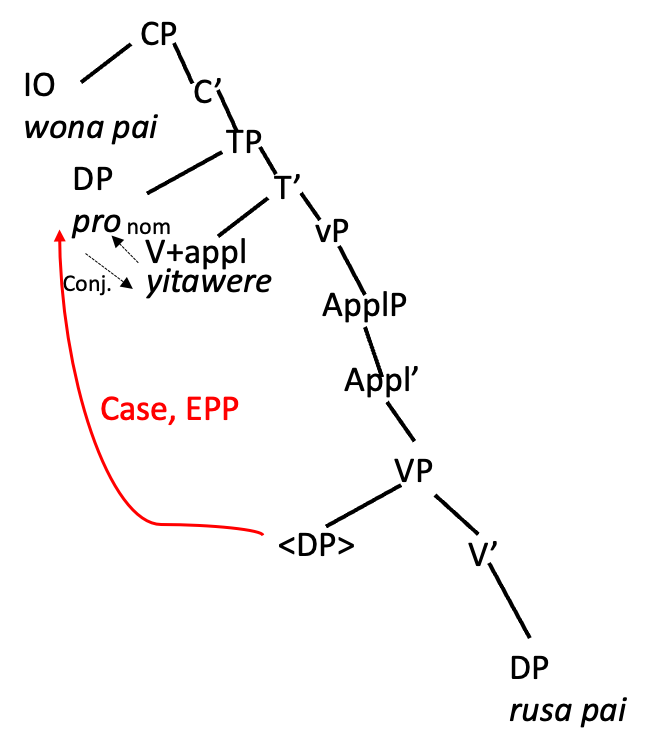 CP
IO
C’
wona pai
TP
DP
T’
pro nom
vP
V+appl
Conj.
yitawere
ApplP
Appl’
Case, EPP
VP
<DP>
V’
DP
rusa pai